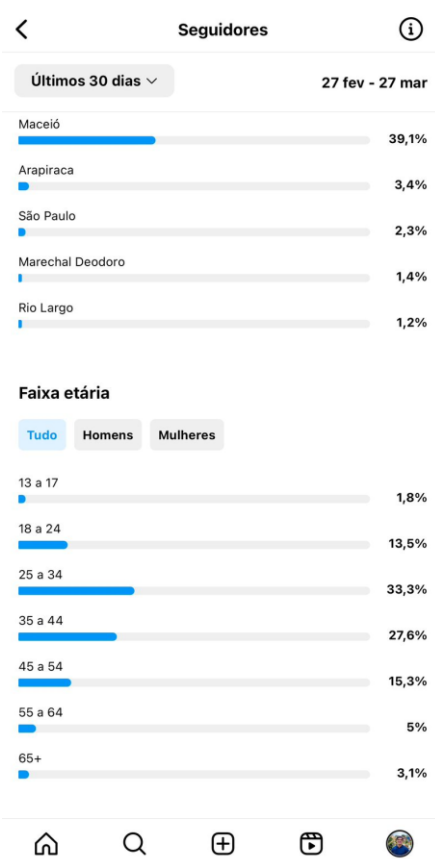 Seguidores
Últimos 30 dias
27 fev - 27 mar
Maceió
39,1%
Arapiraca
3,4%
São Paulo
2,3%
Marechal Deodoro
1,4%
Rio Largo
1,2%
Faixa etária
Tudo Homens Mulheres
13 a 17
1,8%
18 a 24
13,5%
25 a 34
33,3%
35 a 44
27,6%
45 a 54
15,3%
55 a 64
5%
65+
3,1%